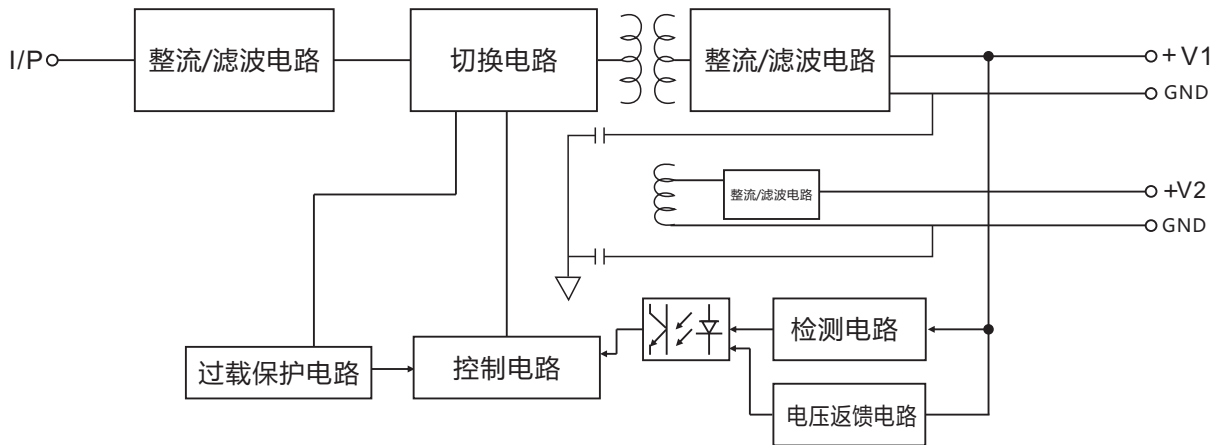 I/P
整流/滤波电路
切换电路
整流/滤波电路
+V1
GND
整流/滤波电路
+V2
GND
检测电路
过载保护电路
控制电路
电压返馈电路